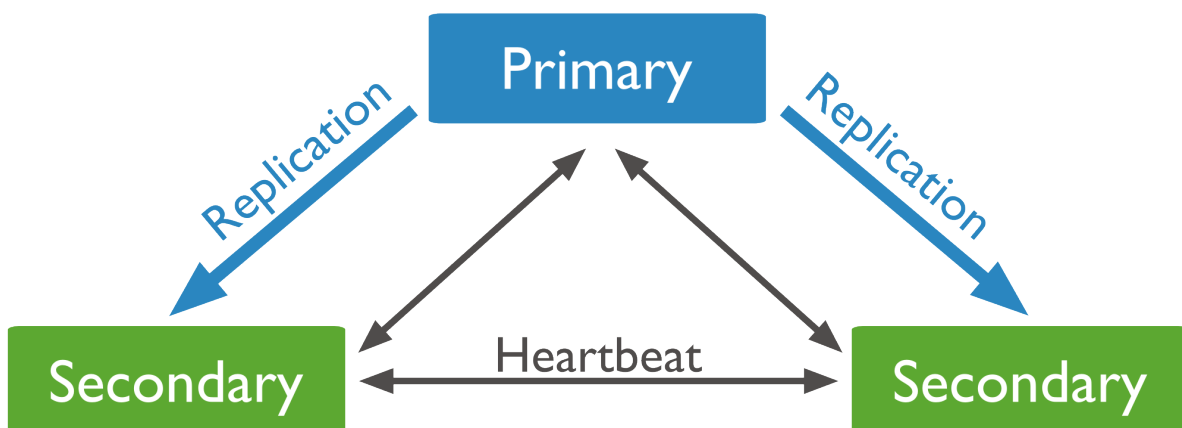 Primary
Replication
Replication
Heartbeat
Secondary
Secondary